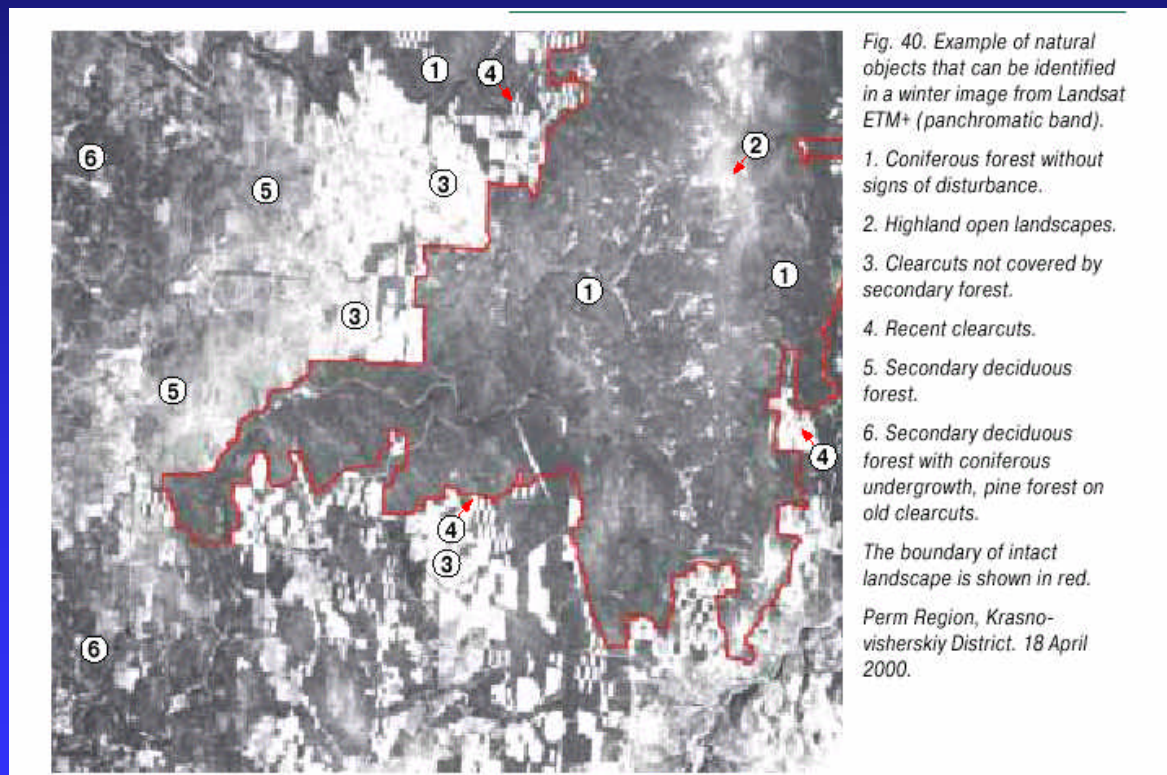 Fig. 40. Example of natural
objects that can be identified
in a winter image from Landsat
ETM+ (panchromatic band).
1. Coniferous forest without
signs of disturbance.
2. Highland open landscapes.
3. Clearcuts not covered by
secondary forest.
4. Recent clearcuts.
5. Secondary deciduous
forest.
6. Secondary deciduous
forest with coniferous
undergrowth, pine forest on
old clearcuts.
The boundary of intact
landscape is shown in red.
Perm Region, Krasno-
visherskiy District. 18 April
2000.
1
4
2
6
3
5
1
1
3
5
4
4
3
6